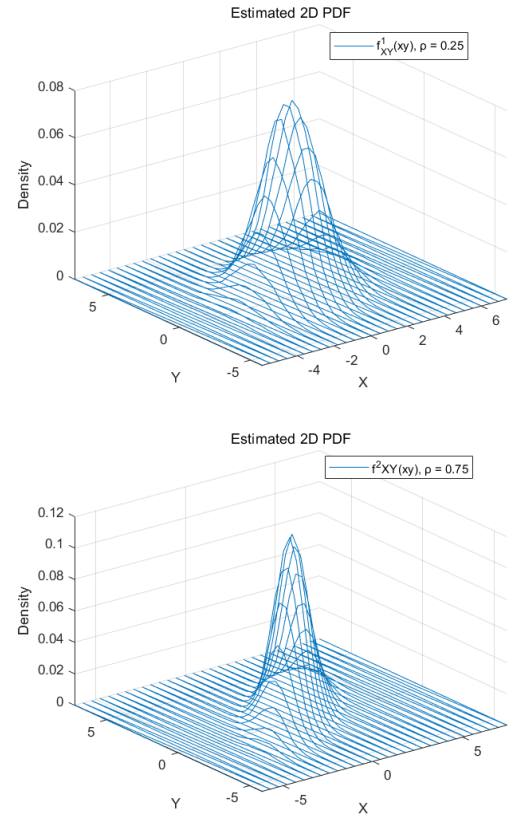 Estimated 2D PDF
f¹XY(xy), ρ = 0.25
0.08
0.06
0.04
0.02
0
Density
5
0
-5
Y
-4
-2
0
2
4
6
X
Estimated 2D PDF
f²XY(xy), ρ = 0.75
0.12
0.1
0.08
0.06
0.04
0.02
0
Density
5
0
-5
Y
-5
0
5
X